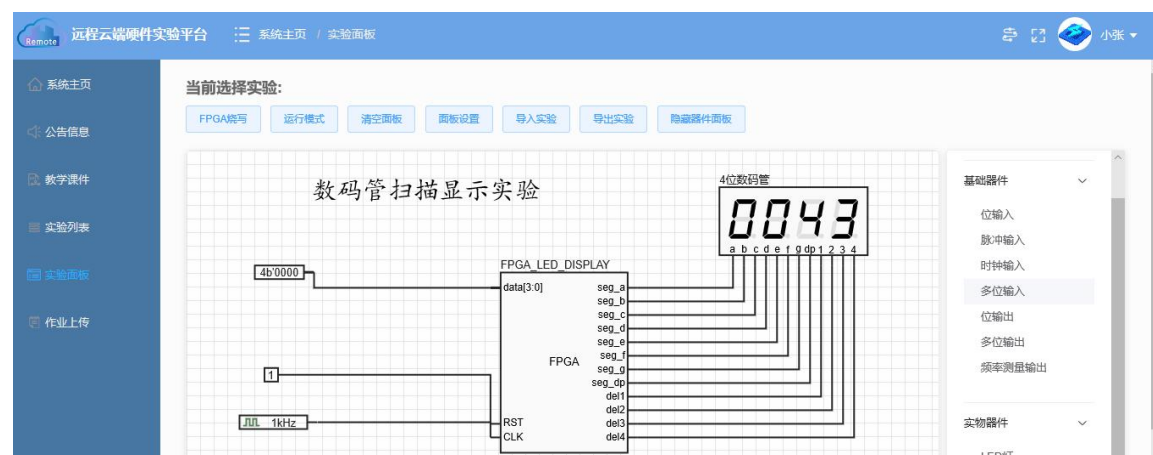 Remote 远程云端硬件实验平台 系统主页 / 实验面板 小张
系统主页
公告信息
教学课件
实验列表
实验面板
作业上传
当前选择实验:
FPGA烧写 运行模式 清空面板 面板设置 导入实验 导出实验 隐藏器件面板
数码管扫描显示实验
4位数码管
0043
a b c d e f g dp 1 2 3 4
4b'0000
1
1kHz
FPGA_LED_DISPLAY
data[3:0]
FPGA
RST
CLK
seg_a
seg_b
seg_c
seg_d
seg_e
seg_f
seg_g
seg_dp
del1
del2
del3
del4
基础器件
位输入
脉冲输入
时钟输入
多位输入
位输出
多位输出
频率测量输出
实物器件